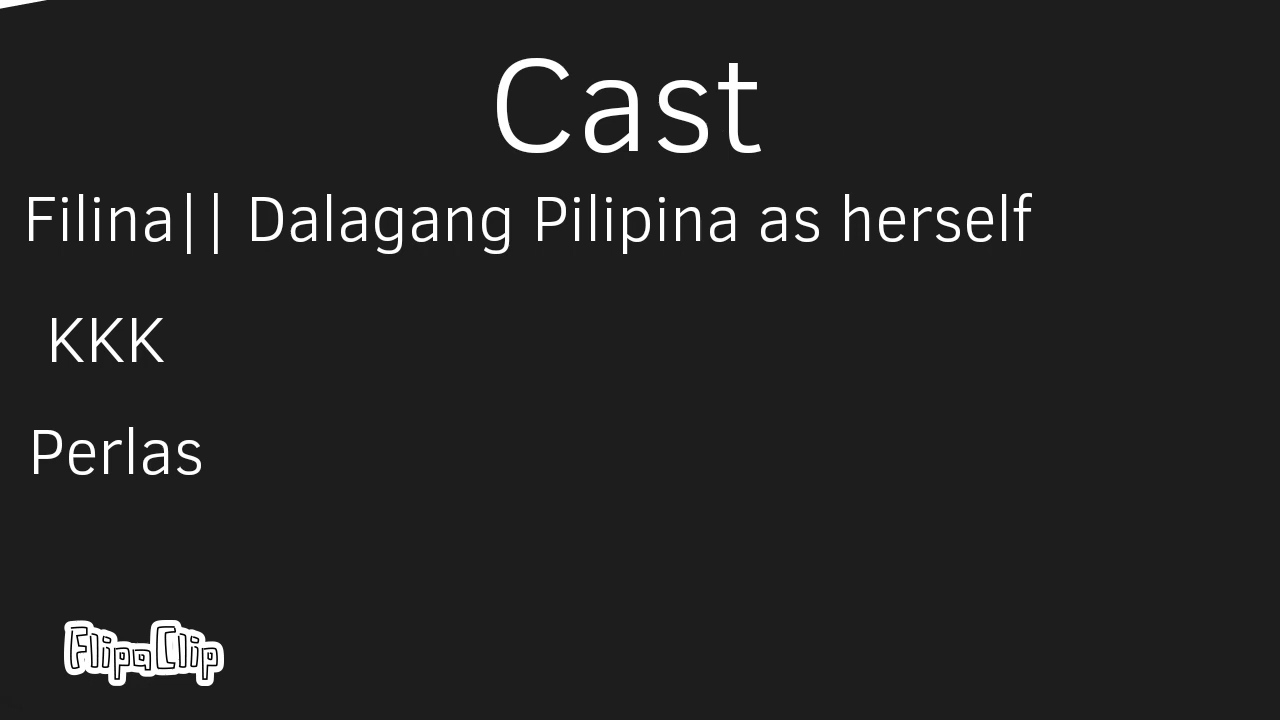 Cast
Filina|| Dalagang Pilipina as herself
KKK
Perlas
FlipaClip